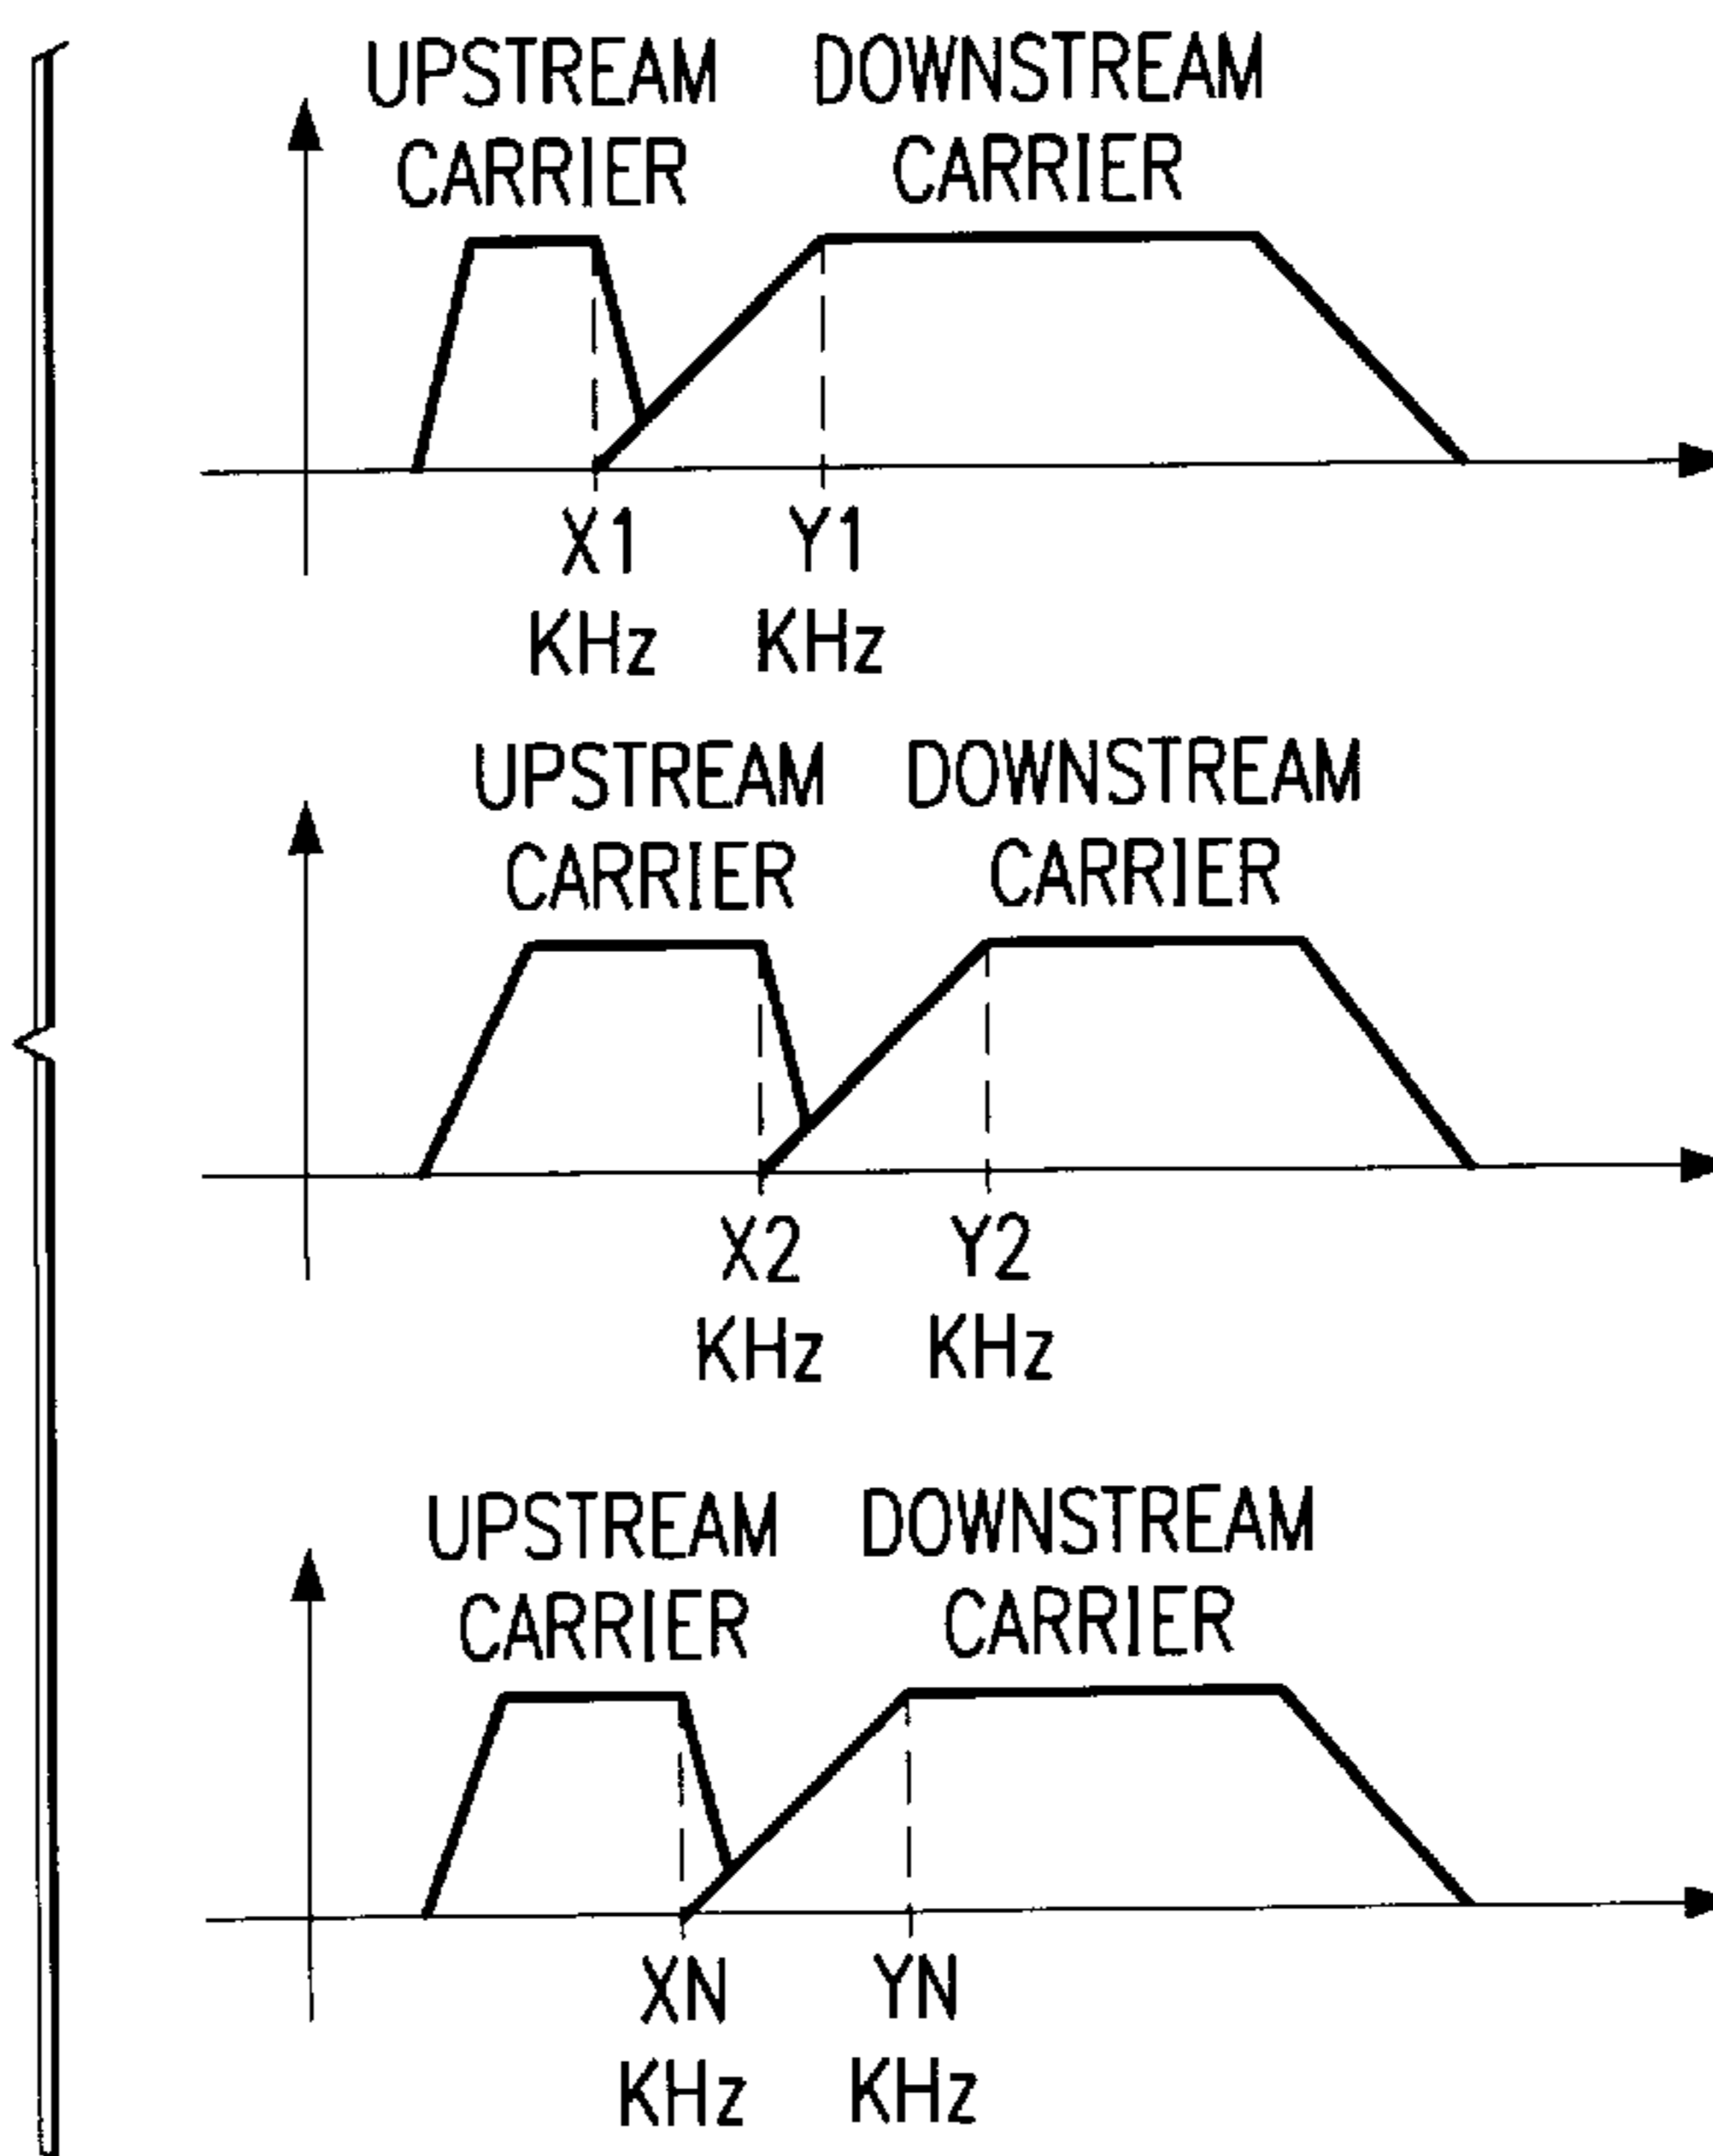 UPSTREAM DOWNSTREAM
CARRIER CARRIER
X1 Y1
KHz KHz
UPSTREAM DOWNSTREAM
CARRIER CARRIER
X2 Y2
KHz KHz
UPSTREAM DOWNSTREAM
CARRIER CARRIER
XN YN
KHz KHz